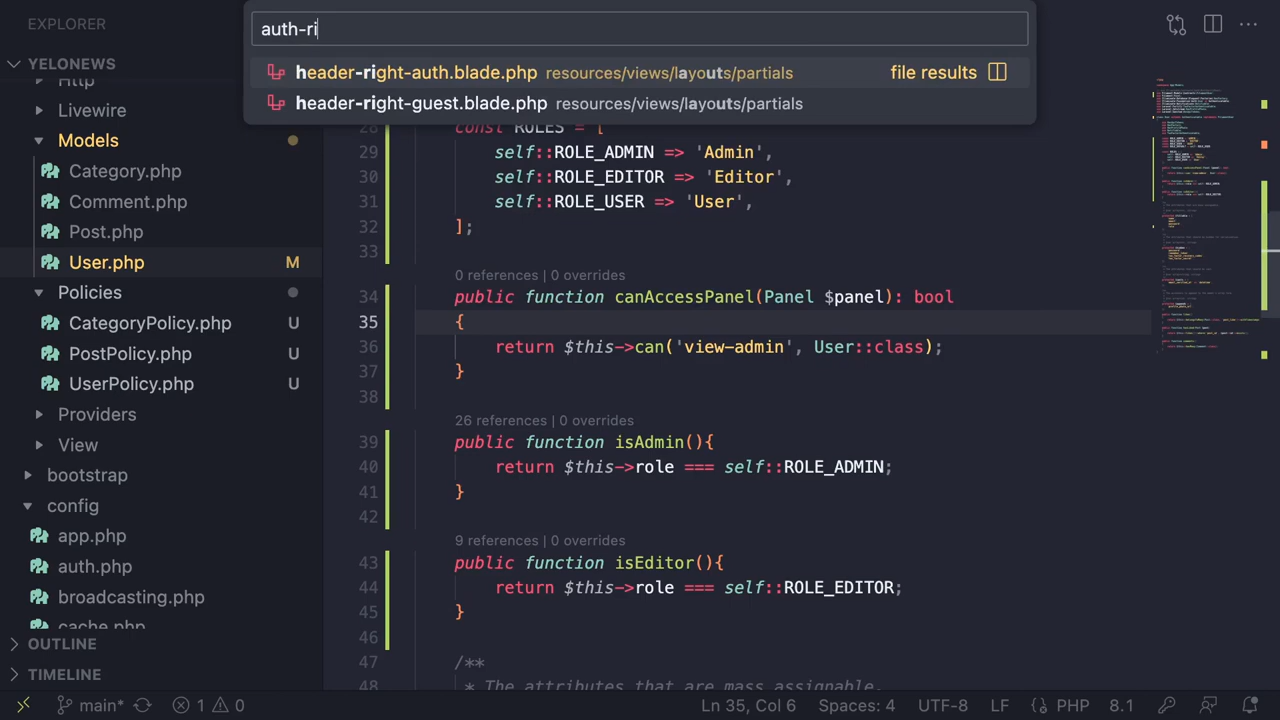 EXPLORER
auth-ri
header-right-auth.blade.php resources/views/layouts/partials file results
header-right-guest.blade.php resources/views/layouts/partials
YELONEWS
Http
Livewire
Models
Category.php
Comment.php
Post.php
User.php M
Policies
CategoryPolicy.php U
PostPolicy.php U
UserPolicy.php U
Providers
View
bootstrap
config
app.php
auth.php
broadcasting.php
cache.php
OUTLINE
TIMELINE
28 const ROLES = [
29 self::ROLE_ADMIN => 'Admin',
30 self::ROLE_EDITOR => 'Editor',
31 self::ROLE_USER => 'User',
32 ];
33
0 references | 0 overrides
34 public function canAccessPanel(Panel $panel): bool
35 {
36 return $this->can('view-admin', User::class);
37 }
38
26 references | 0 overrides
39 public function isAdmin(){
40 return $this->role === self::ROLE_ADMIN;
41 }
42
9 references | 0 overrides
43 public function isEditor(){
44 return $this->role === self::ROLE_EDITOR;
45 }
46
47 /**
48 * The attributes that are mass assignable.
main* 1 0 Ln 35, Col 6 Spaces: 4 UTF-8 LF PHP 8.1